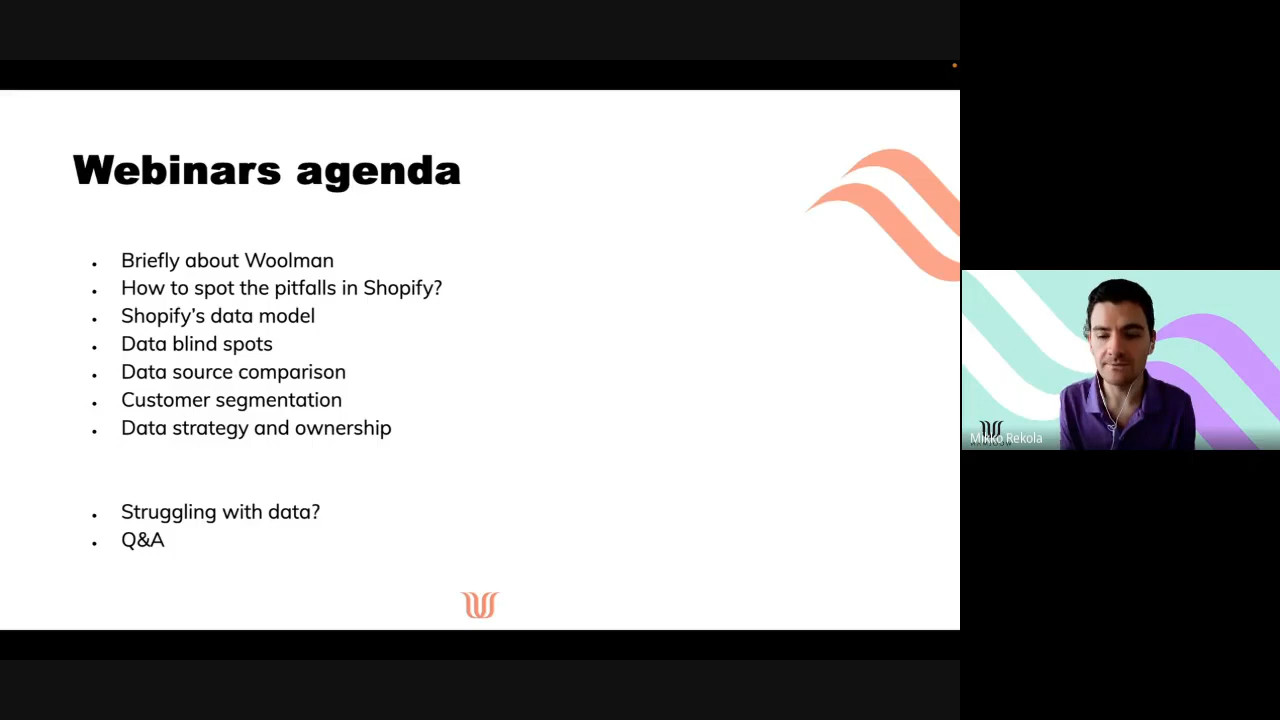 Webinars agenda
Briefly about Woolman
How to spot the pitfalls in Shopify?
Shopify’s data model
Data blind spots
Data source comparison
Customer segmentation
Data strategy and ownership
Struggling with data?
Q&A
Mikko Rekola